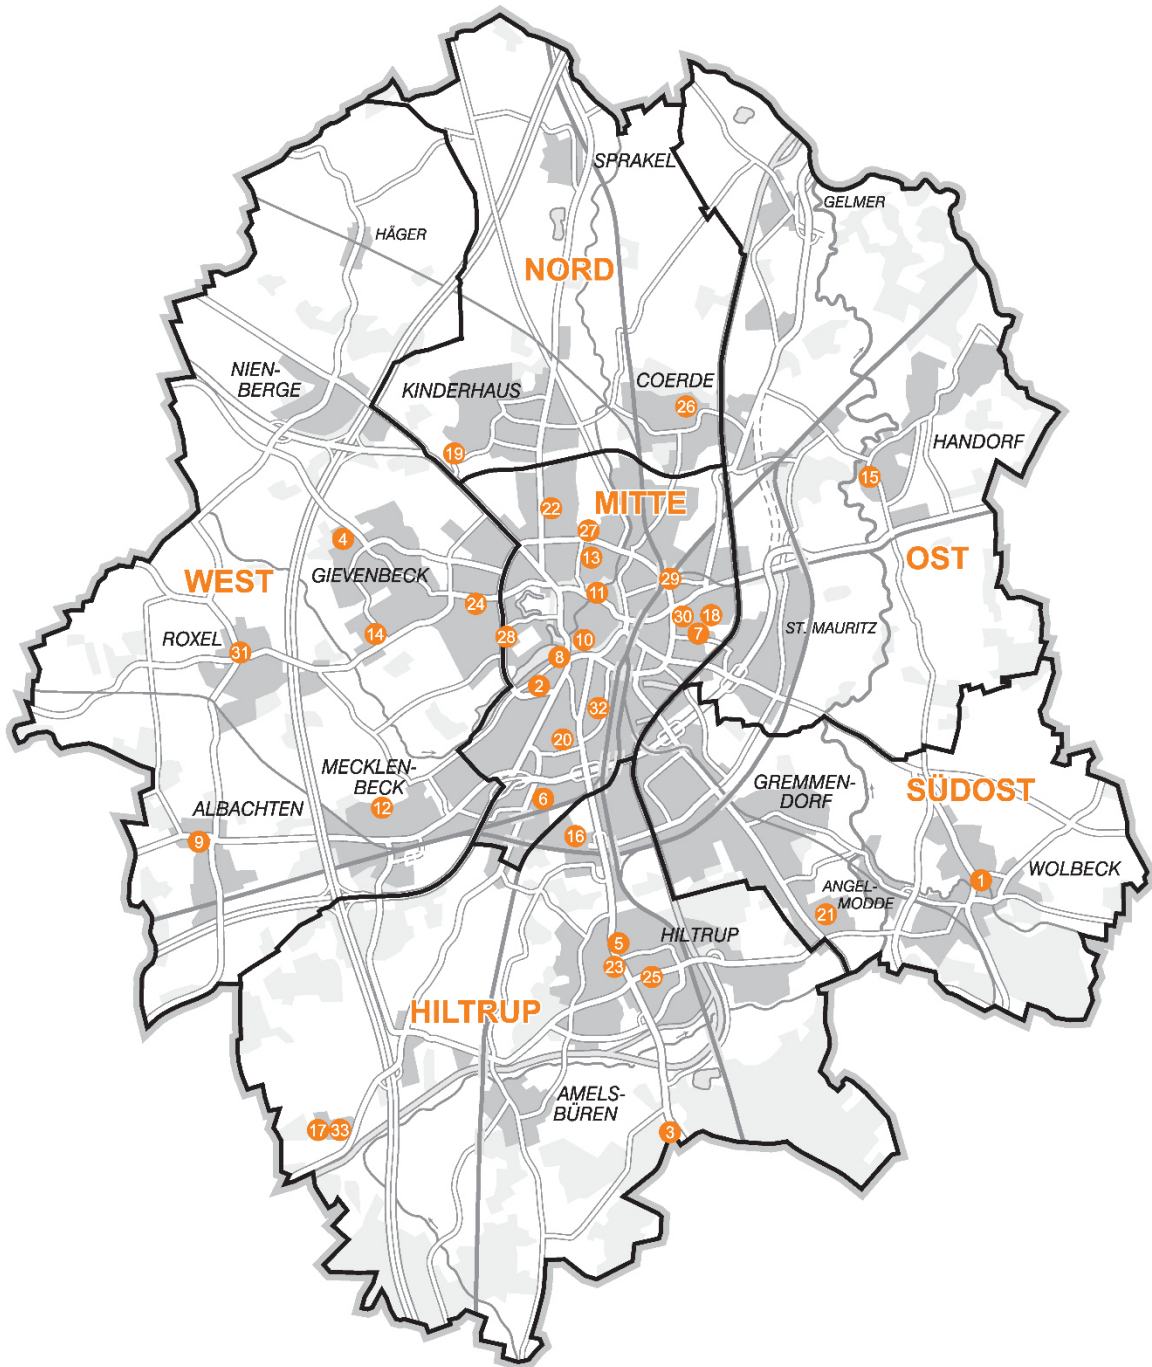 SPRAKEL
GELMER
HÄGER
NORD
NIEN-
BERGE
KINDERHAUS
COERDE
26
HANDORF
19
15
MITTE
22
27
4
13
OST
WEST
GIEVENBECK
29
11
24
30
18
14
28
10
7
ST. MAURITZ
ROXEL
31
8
2
32
20
MECKLEN-
BECK
GREMMEN-
DORF
SÜDOST
6
12
ALBACHTEN
16
9
WOLBECK
1
ANGEL-
MODDE
21
HILTRUP
5
23
25
HILTRUP
AMELS-
BÜREN
17
33
3